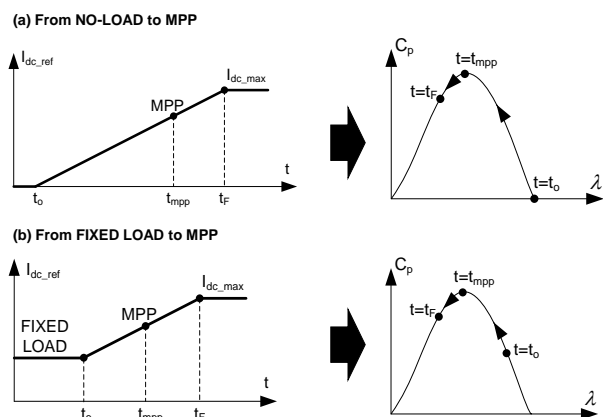 (a) From NO-LOAD to MPP
I_dc_ref
I_dc_max
MPP
t
t_o
t_mpp
t_F
C_p
t=t_mpp
t=t_F
t=t_o
λ
(b) From FIXED LOAD to MPP
I_dc_ref
I_dc_max
MPP
FIXED
LOAD
t
t_o
t_mpp
t_F
C_p
t=t_mpp
t=t_F
t=t_o
λ